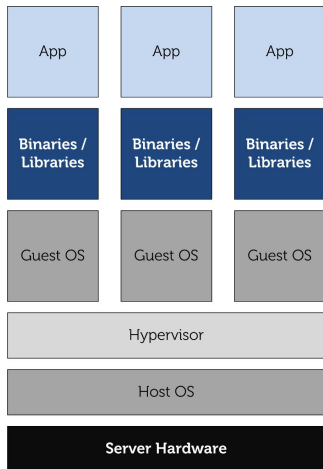 App App App
Binaries / Binaries / Binaries /
Libraries Libraries Libraries
Guest OS Guest OS Guest OS
Hypervisor
Host OS
Server Hardware